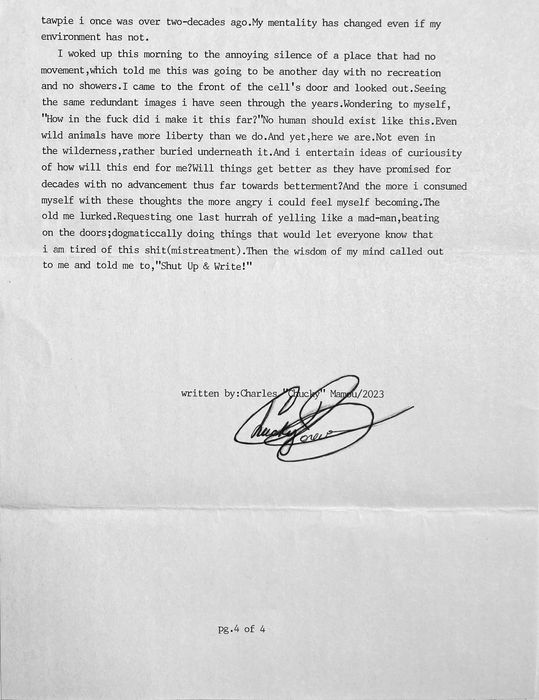 tawpie i once was over two-decades ago.My mentality has changed even if my
environment has not.
I woked up this morning to the annoying silence of a place that had no
movement,which told me this was going to be another day with no recreation
and no showers.I came to the front of the cell's door and looked out.Seeing
the same redundant images i have seen through the years.Wondering to myself,
"How in the fuck did i make it this far?"No human should exist like this.Even
wild animals have more liberty than we do.And yet,here we are.Not even in
the wilderness,rather buried underneath it.And i entertain ideas of curiousity
of how will this end for me?Will things get better as they have promised for
decades with no advancement thus far towards betterment?And the more i consumed
myself with these thoughts the more angry i could feel myself becoming.The
old me lurked.Requesting one last hurrah of yelling like a mad-man,beating
on the doors;dogmaticcally doing things that would let everyone know that
i am tired of this shit(mistreatment).Then the wisdom of my mind called out
to me and told me to,"Shut Up & Write!"
written by:Charles "Chucky" Mamou/2023
pg.4 of 4